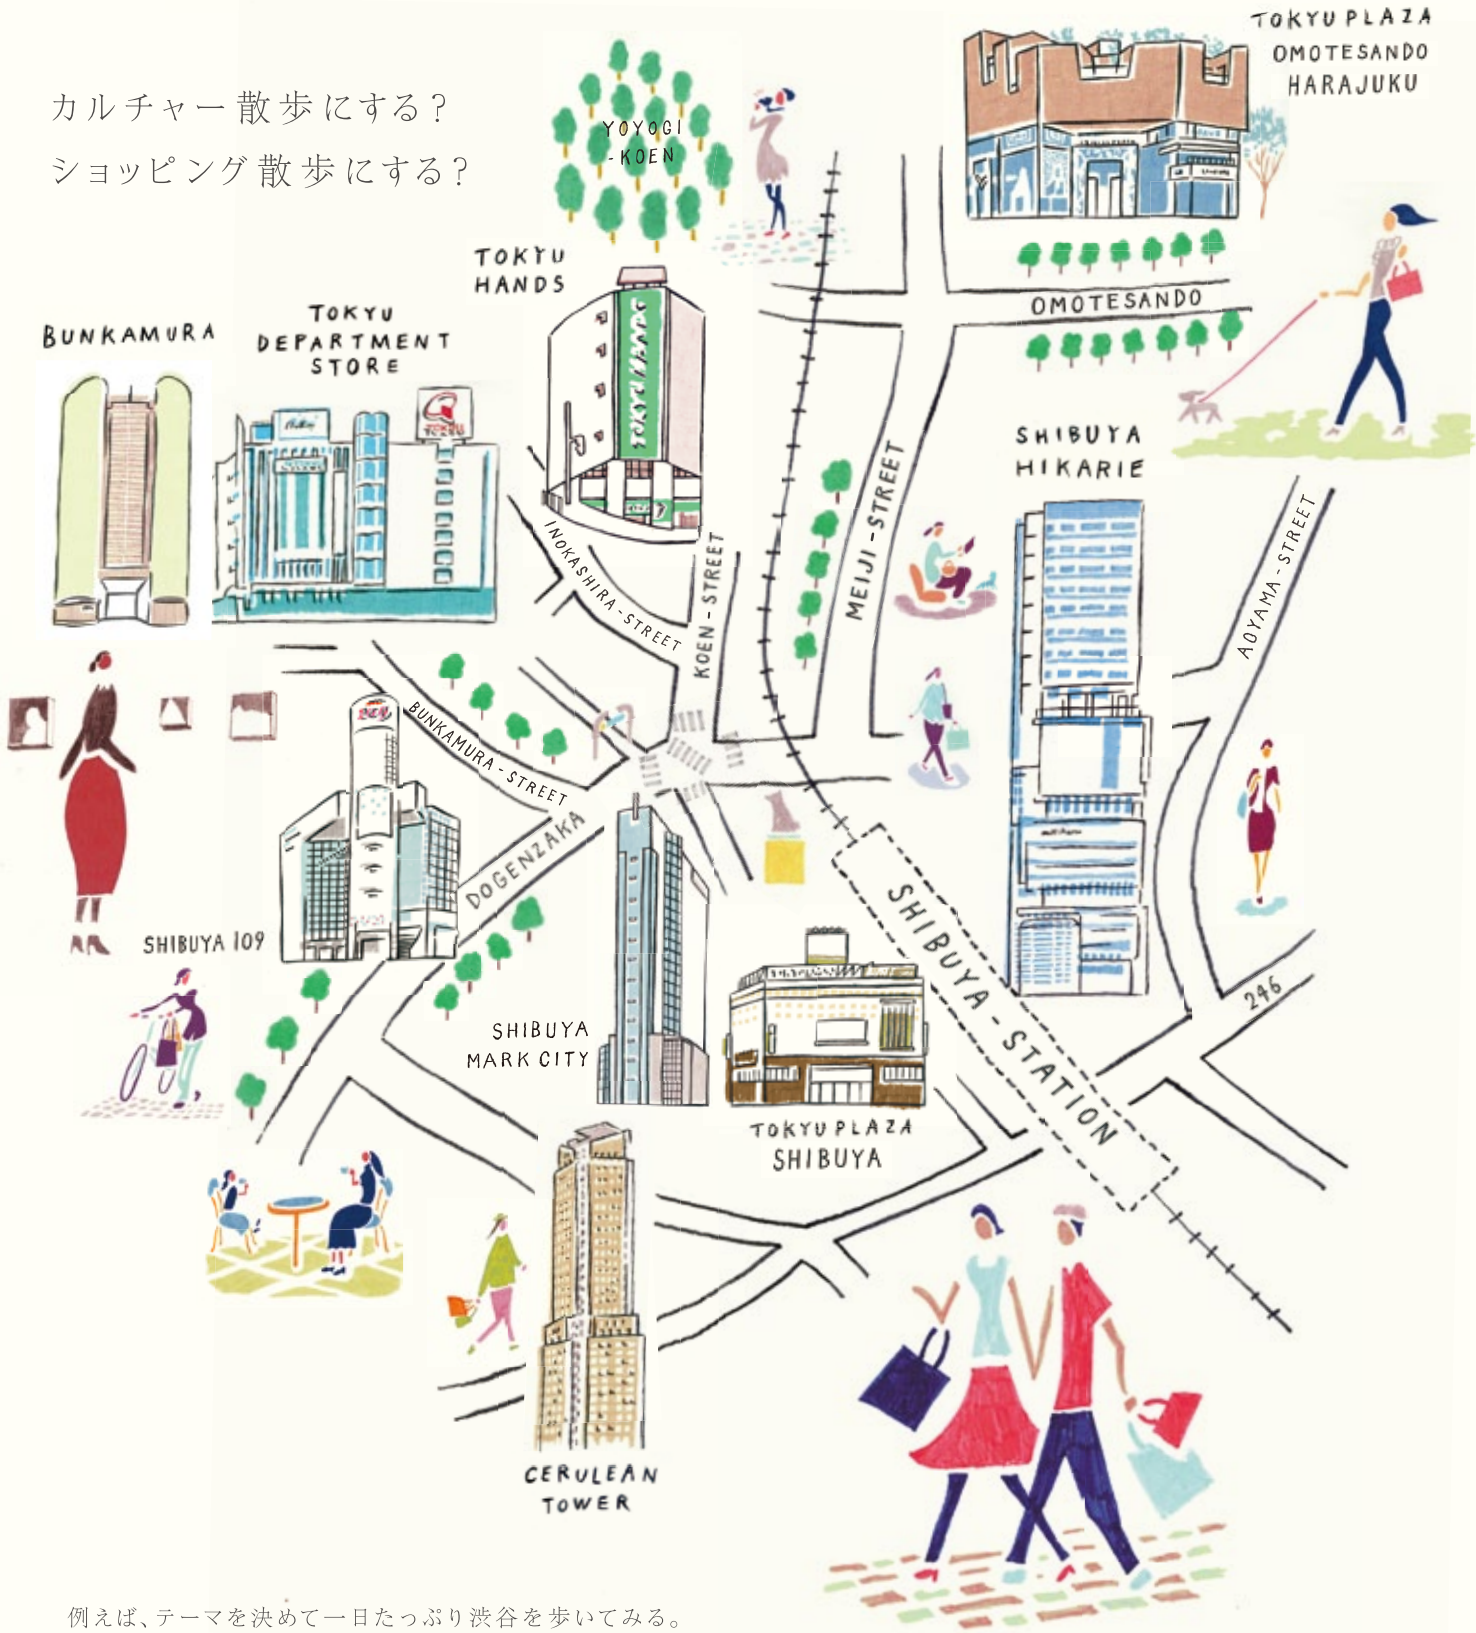 カルチャー散歩にする?
ショッピング散歩にする?
YOYOGI
-KOEN
TOKYU PLAZA
OMOTESANDO
HARAJUKU
TOKYU
HANDS
TOKYU HANDS
OMOTESANDO
BUNKAMURA
TOKYU
DEPARTMENT
STORE
TOKYU
SHIBUYA
HIKARIE
MEIJI-STREET
AOYAMA-STREET
INOKASHIRA-STREET
KOEN-STREET
BUNKAMURA-STREET
DOGENZAKA
SHIBUYA 109
SHIBUYA-STATION
246
SHIBUYA
MARK CITY
TOKYU PLAZA
SHIBUYA
CERULEAN
TOWER
例えば、テーマを決めて一日たっぷり渋谷を歩いてみる。